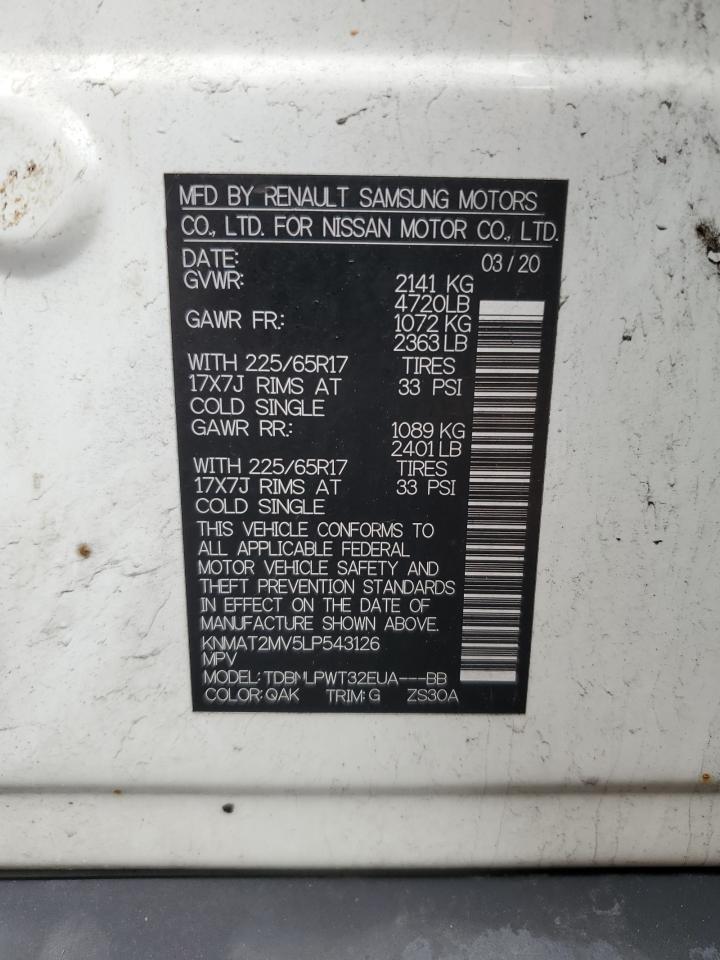 MFD BY RENAULT SAMSUNG MOTORS
CO., LTD. FOR NISSAN MOTOR CO., LTD.
DATE: 03/20
GVWR: 2141 KG
4720LB
GAWR FR.: 1072 KG
2363 LB
WITH 225/65R17 TIRES
17X7J RIMS AT 33 PSI
COLD SINGLE
GAWR RR.: 1089 KG
2401 LB
WITH 225/65R17 TIRES
17X7J RIMS AT 33 PSI
COLD SINGLE
THIS VEHICLE CONFORMS TO
ALL APPLICABLE FEDERAL
MOTOR VEHICLE SAFETY AND
THEFT PREVENTION STANDARDS
IN EFFECT ON THE DATE OF
MANUFACTURE SHOWN ABOVE.
KNMAT2MV5LP543126
MPV
MODEL: TDBNLPWT32EUA---BB
COLOR: QAK TRIM: G ZS30A